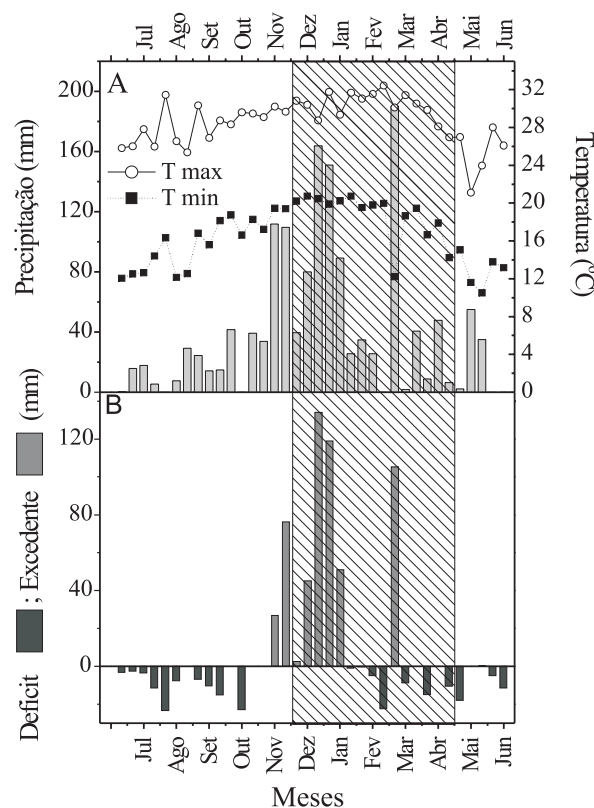 Jul Ago Set Out Nov Dez Jan Fev Mar Abr Mai Jun
A
200
160
120
80
40
0
Precipitação (mm)
T max
T min
32
28
24
20
16
12
8
4
0
Temperatura (°C)
B
120
80
40
0
Deficit ; Excedente (mm)
Jul Ago Set Out Nov Dez Jan Fev Mar Abr Mai Jun
Meses